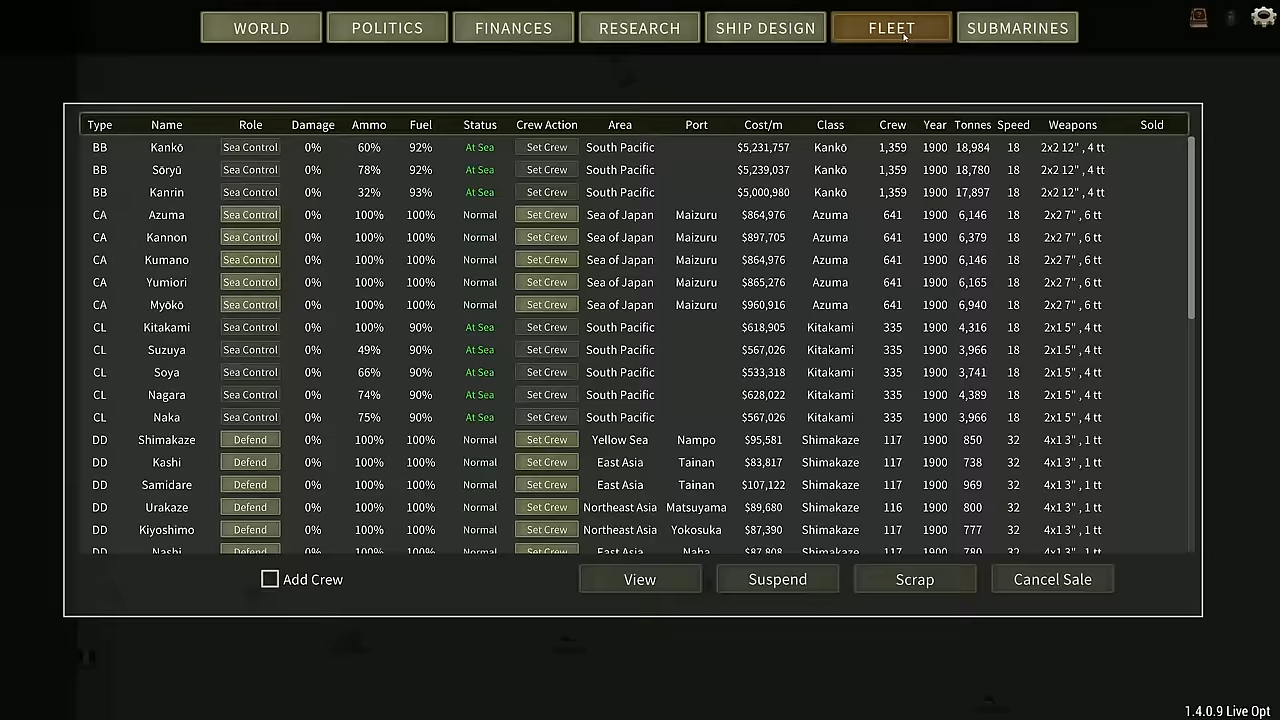 WORLD POLITICS FINANCES RESEARCH SHIP DESIGN FLEET SUBMARINES
Type Name Role Damage Ammo Fuel Status Crew Action Area Port Cost/m Class Crew Year Tonnes Speed Weapons Sold
BB Kankō Sea Control 0% 60% 92% At Sea Set Crew South Pacific $5,231,757 Kankō 1,359 1900 18,984 18 2x2 12" , 4 tt
BB Sōryū Sea Control 0% 78% 92% At Sea Set Crew South Pacific $5,239,037 Kankō 1,359 1900 18,780 18 2x2 12" , 4 tt
BB Kanrin Sea Control 0% 32% 93% At Sea Set Crew South Pacific $5,000,980 Kankō 1,359 1900 17,897 18 2x2 12" , 4 tt
CA Azuma Sea Control 0% 100% 100% Normal Set Crew Sea of Japan Maizuru $864,976 Azuma 641 1900 6,146 18 2x2 7" , 6 tt
CA Kannon Sea Control 0% 100% 100% Normal Set Crew Sea of Japan Maizuru $897,705 Azuma 641 1900 6,379 18 2x2 7" , 6 tt
CA Kumano Sea Control 0% 100% 100% Normal Set Crew Sea of Japan Maizuru $864,976 Azuma 641 1900 6,146 18 2x2 7" , 6 tt
CA Yumiori Sea Control 0% 100% 100% Normal Set Crew Sea of Japan Maizuru $865,276 Azuma 641 1900 6,165 18 2x2 7" , 6 tt
CA Myōkō Sea Control 0% 100% 100% Normal Set Crew Sea of Japan Maizuru $960,916 Azuma 641 1900 6,940 18 2x2 7" , 6 tt
CL Kitakami Sea Control 0% 100% 90% At Sea Set Crew South Pacific $618,905 Kitakami 335 1900 4,316 18 2x1 5" , 4 tt
CL Suzuya Sea Control 0% 49% 90% At Sea Set Crew South Pacific $567,026 Kitakami 335 1900 3,966 18 2x1 5" , 4 tt
CL Soya Sea Control 0% 66% 90% At Sea Set Crew South Pacific $533,318 Kitakami 335 1900 3,741 18 2x1 5" , 4 tt
CL Nagara Sea Control 0% 74% 90% At Sea Set Crew South Pacific $628,022 Kitakami 335 1900 4,389 18 2x1 5" , 4 tt
CL Naka Sea Control 0% 75% 90% At Sea Set Crew South Pacific $567,026 Kitakami 335 1900 3,966 18 2x1 5" , 4 tt
DD Shimakaze Defend 0% 100% 100% Normal Set Crew Yellow Sea Nampo $95,581 Shimakaze 117 1900 850 32 4x1 3" , 1 tt
DD Kashi Defend 0% 100% 100% Normal Set Crew East Asia Tainan $83,817 Shimakaze 117 1900 738 32 4x1 3" , 1 tt
DD Samidare Defend 0% 100% 100% Normal Set Crew East Asia Tainan $107,122 Shimakaze 117 1900 969 32 4x1 3" , 1 tt
DD Urakaze Defend 0% 100% 100% Normal Set Crew Northeast Asia Matsuyama $89,680 Shimakaze 116 1900 800 32 4x1 3" , 1 tt
DD Kiyoshimo Defend 0% 100% 100% Normal Set Crew Northeast Asia Yokosuka $87,390 Shimakaze 117 1900 777 32 4x1 3" , 1 tt
DD Nashi Defend 0% 100% 100% Normal Set Crew East Asia Naha $87,808 Shimakaze 117 1900 780 32 4x1 3" , 1 tt
Add Crew View Suspend Scrap Cancel Sale
1.4.0.9 Live Opt